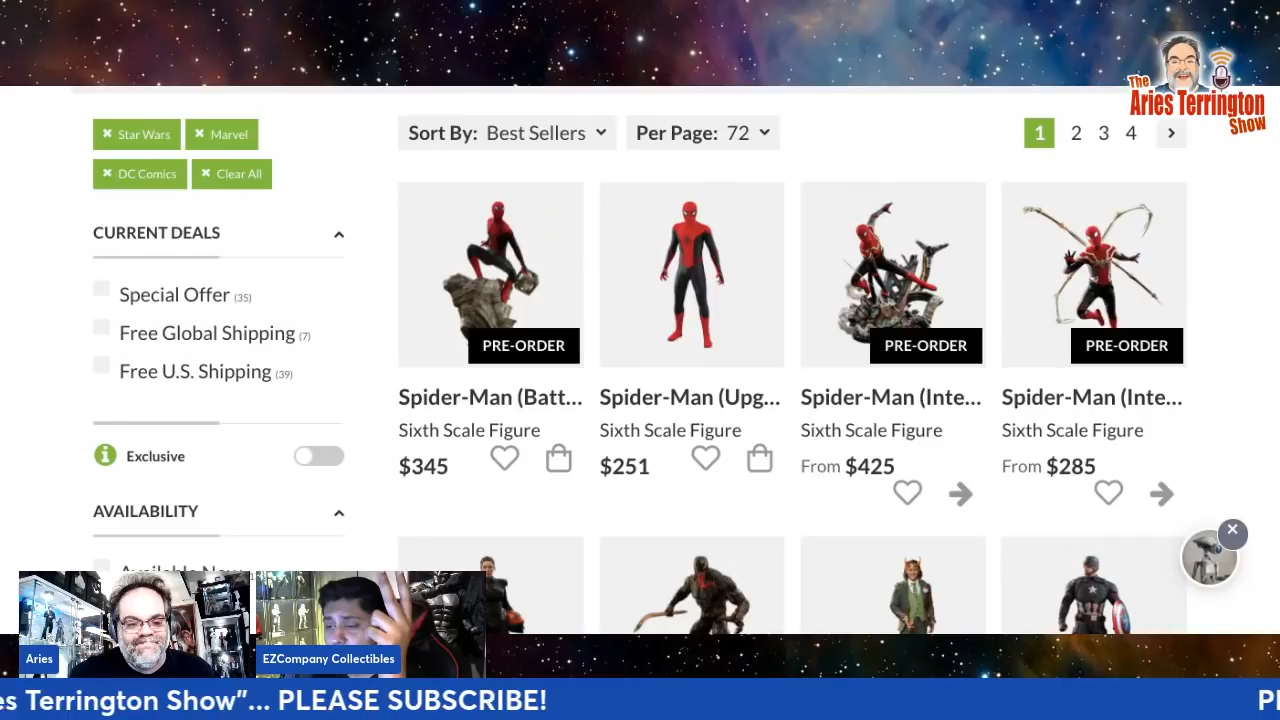 The
Aries Terrington
Show
× Star Wars
× Marvel
× DC Comics
× Clear All
Sort By: Best Sellers
Per Page: 72
1 2 3 4 >
CURRENT DEALS
Special Offer (35)
Free Global Shipping (7)
Free U.S. Shipping (39)
Exclusive
AVAILABILITY
Available Now
PRE-ORDER
PRE-ORDER
PRE-ORDER
Spider-Man (Batt...
Sixth Scale Figure
$345
Spider-Man (Upg...
Sixth Scale Figure
$251
Spider-Man (Inte...
Sixth Scale Figure
From $425
Spider-Man (Inte...
Sixth Scale Figure
From $285
Aries
EZCompany Collectibles
es Terrington Show"... PLEASE SUBSCRIBE!
Pl